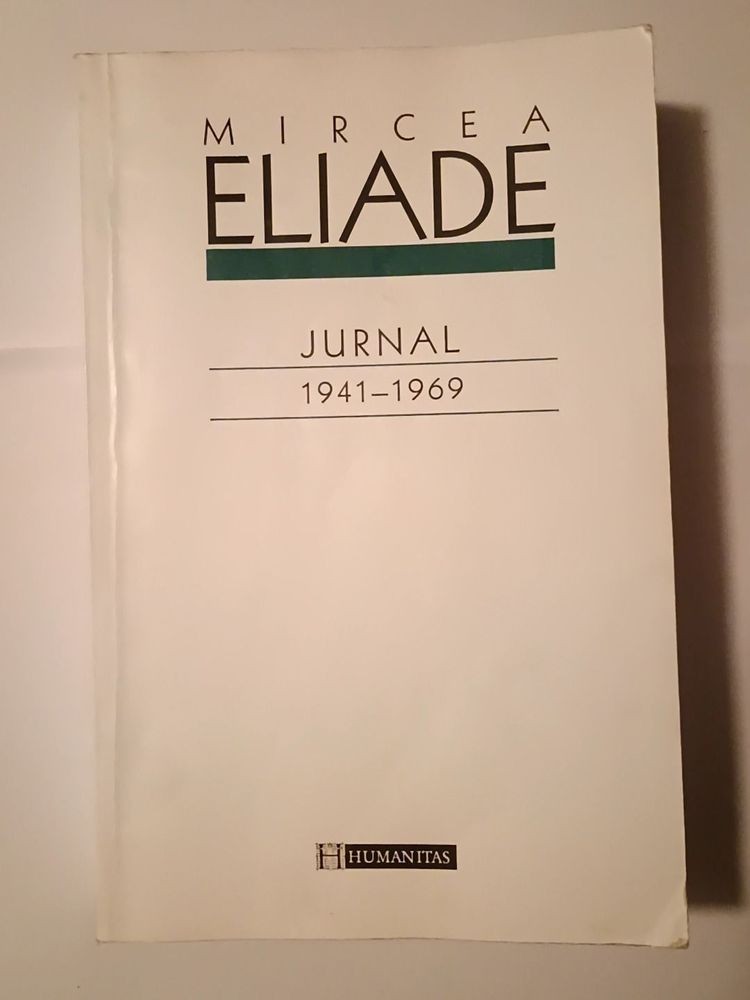 MIRCEA
ELIADE
JURNAL
1941–1969
H HUMANITAS